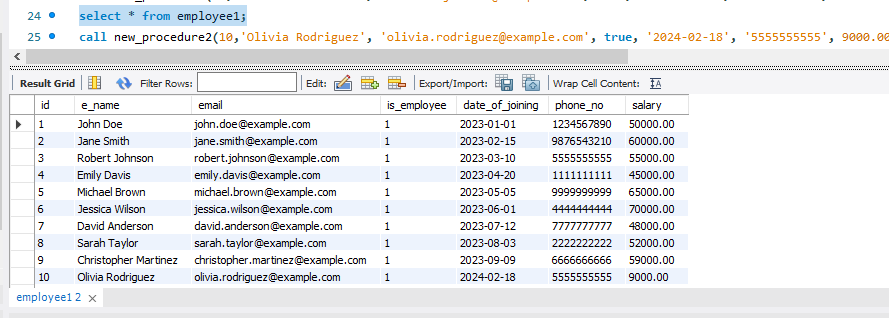 24 select * from employee1;
25 call new_procedure2(10,'Olivia Rodriguez', 'olivia.rodriguez@example.com', true, '2024-02-18', '5555555555', 9000.00
Result Grid Filter Rows: Edit: Export/Import: Wrap Cell Content: IA
id e_name email is_employee date_of_joining phone_no salary
1 John Doe john.doe@example.com 1 2023-01-01 1234567890 50000.00
2 Jane Smith jane.smith@example.com 1 2023-02-15 9876543210 60000.00
3 Robert Johnson robert.johnson@example.com 1 2023-03-10 5555555555 55000.00
4 Emily Davis emily.davis@example.com 1 2023-04-20 1111111111 45000.00
5 Michael Brown michael.brown@example.com 1 2023-05-05 9999999999 65000.00
6 Jessica Wilson jessica.wilson@example.com 1 2023-06-01 4444444444 70000.00
7 David Anderson david.anderson@example.com 1 2023-07-12 7777777777 48000.00
8 Sarah Taylor sarah.taylor@example.com 1 2023-08-03 2222222222 52000.00
9 Christopher Martinez christopher.martinez@example.com 1 2023-09-09 6666666666 59000.00
10 Olivia Rodriguez olivia.rodriguez@example.com 1 2024-02-18 5555555555 9000.00
employee1 2